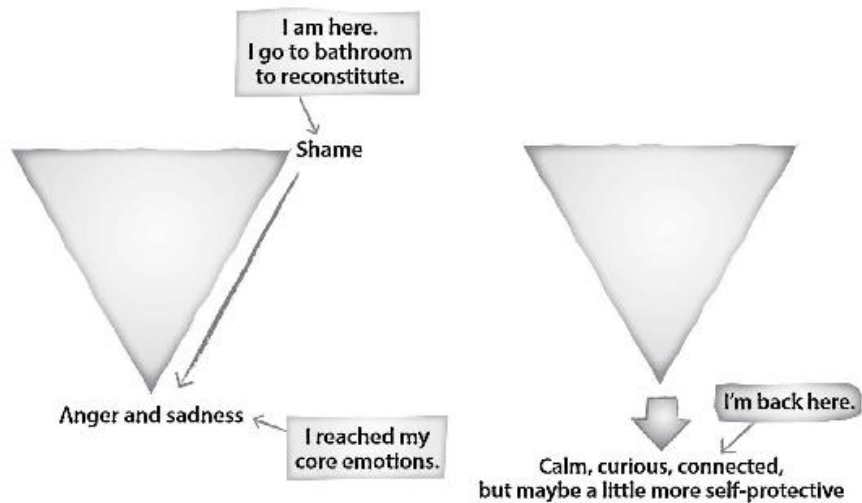 I am here.
I go to bathroom
to reconstitute.
Shame
Anger and sadness
I reached my
core emotions.
I'm back here.
Calm, curious, connected,
but maybe a little more self-protective